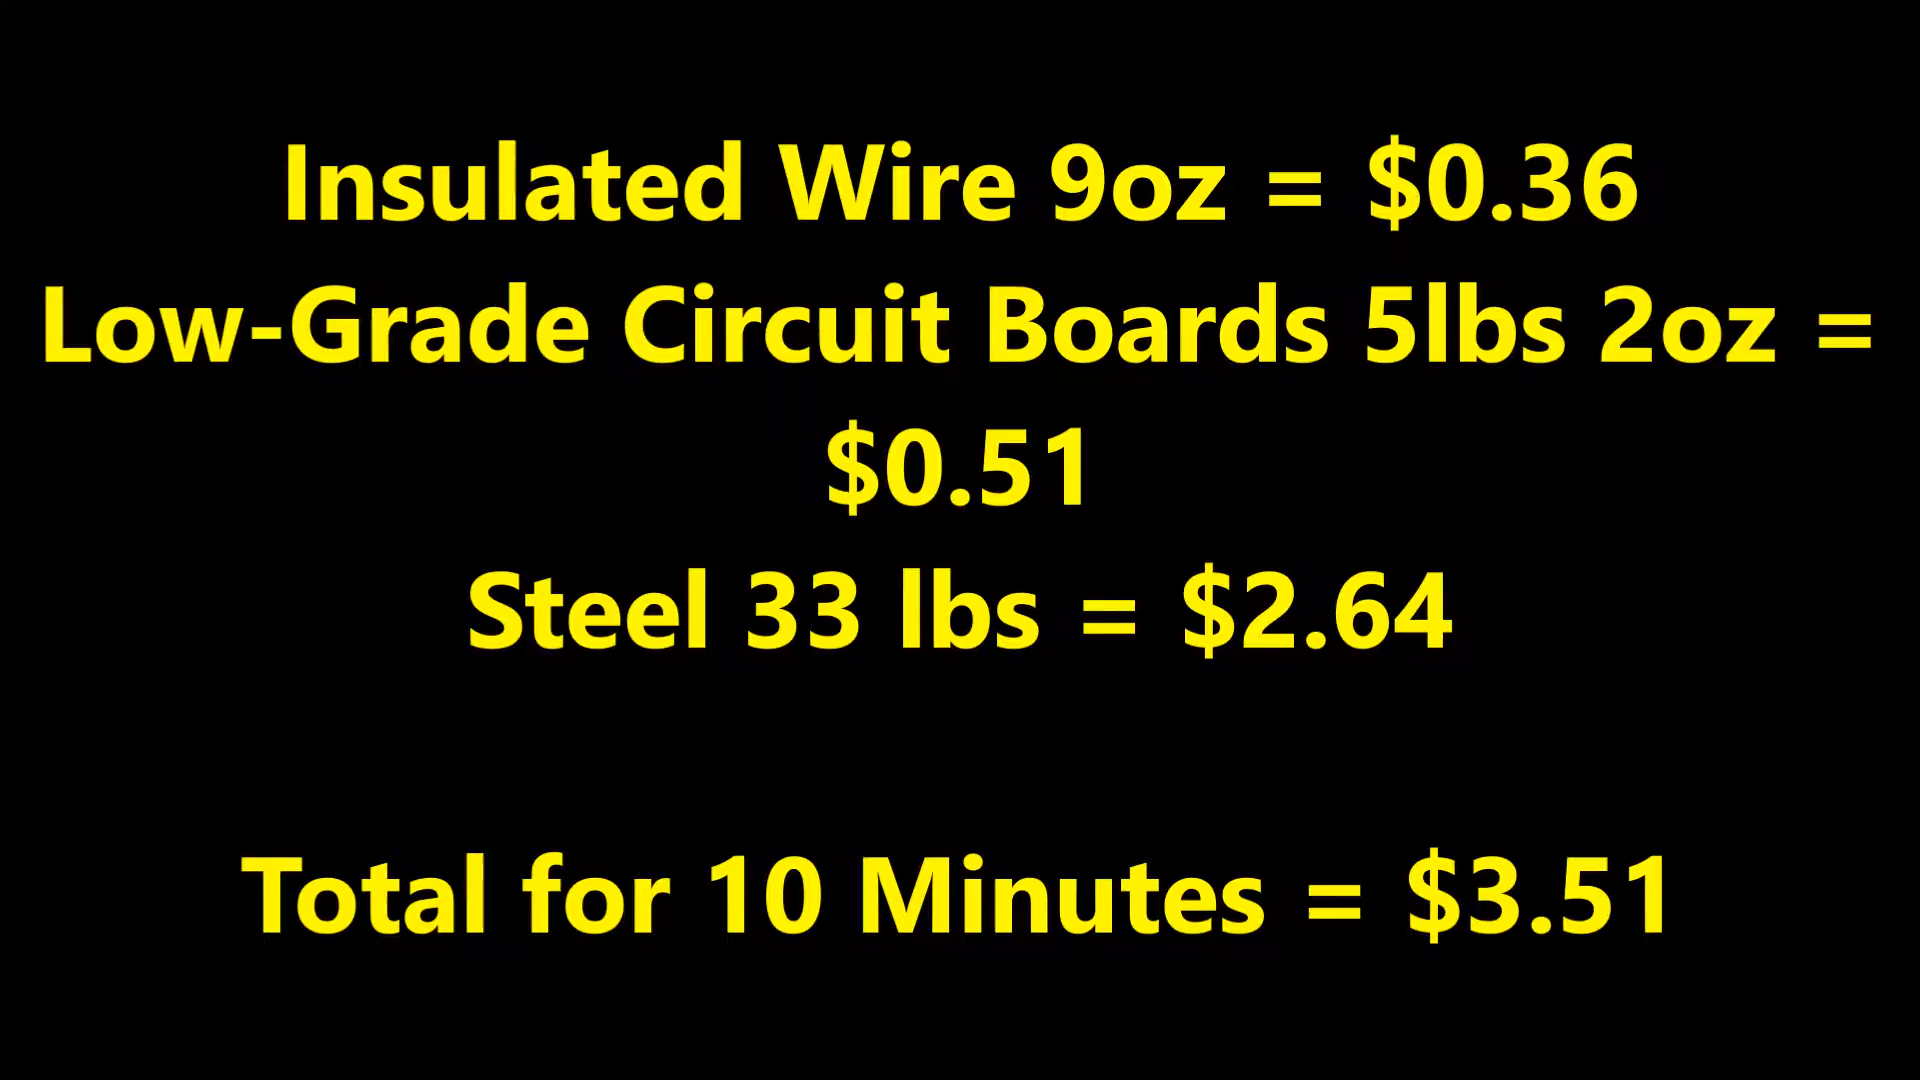 Insulated Wire 9oz = $0.36
Low-Grade Circuit Boards 5lbs 2oz =
$0.51
Steel 33 lbs = $2.64
Total for 10 Minutes = $3.51